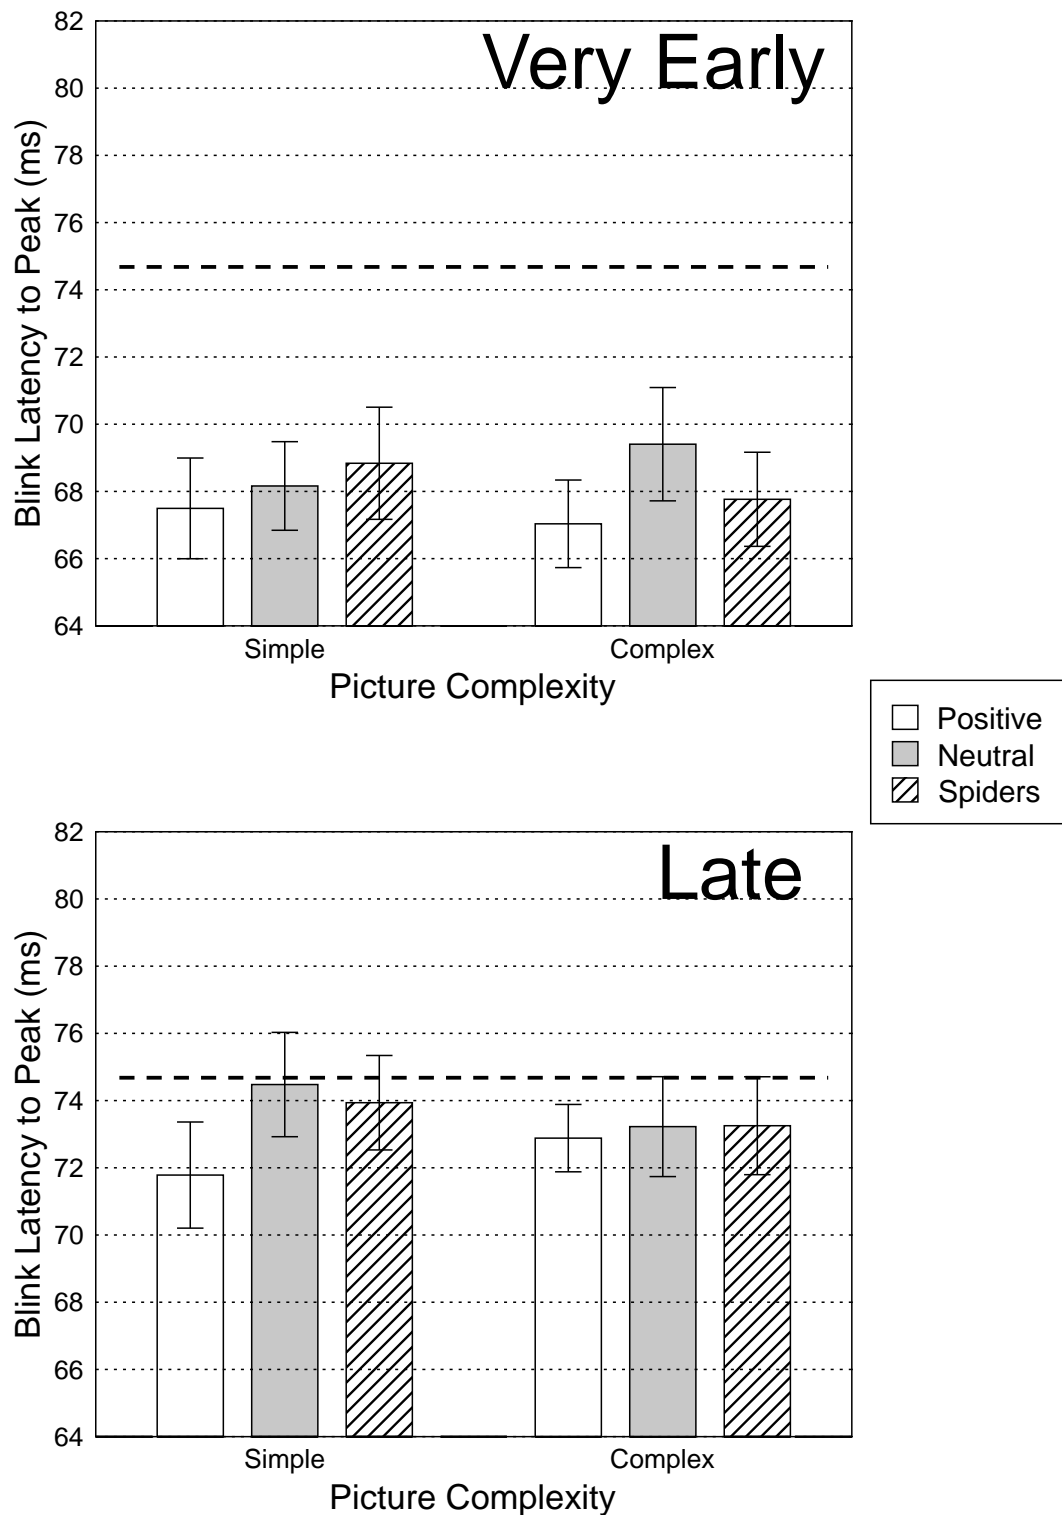 Very Early
Blink Latency to Peak (ms)
82
80
78
76
74
72
70
68
66
64
Simple Complex
Picture Complexity
Positive
Neutral
Spiders
Late
Blink Latency to Peak (ms)
82
80
78
76
74
72
70
68
66
64
Simple Complex
Picture Complexity